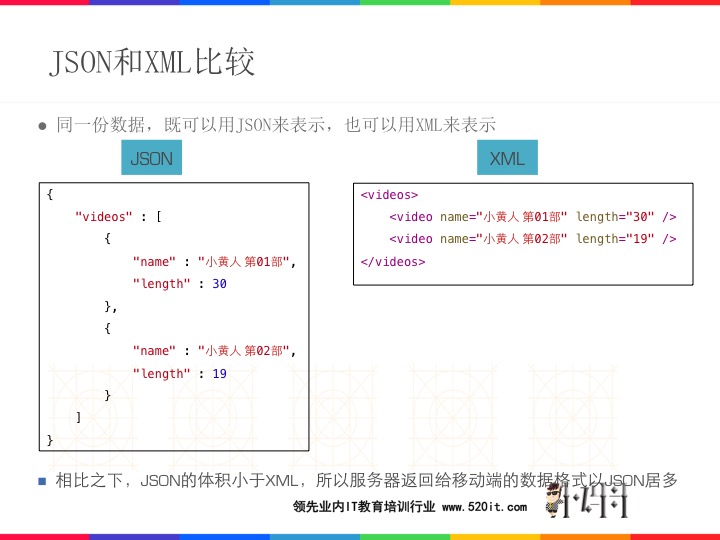 JSON和XML比较
同一份数据，既可以用JSON来表示，也可以用XML来表示
JSON
XML
{
"videos" : [
{
"name" : "小黄人 第01部",
"length" : 30
},
{
"name" : "小黄人 第02部",
"length" : 19
}
]
}
<videos>
<video name="小黄人 第01部" length="30" />
<video name="小黄人 第02部" length="19" />
</videos>
相比之下，JSON的体积小于XML，所以服务器返回给移动端的数据格式以JSON居多
领先业内IT教育培训行业 www.520it.com